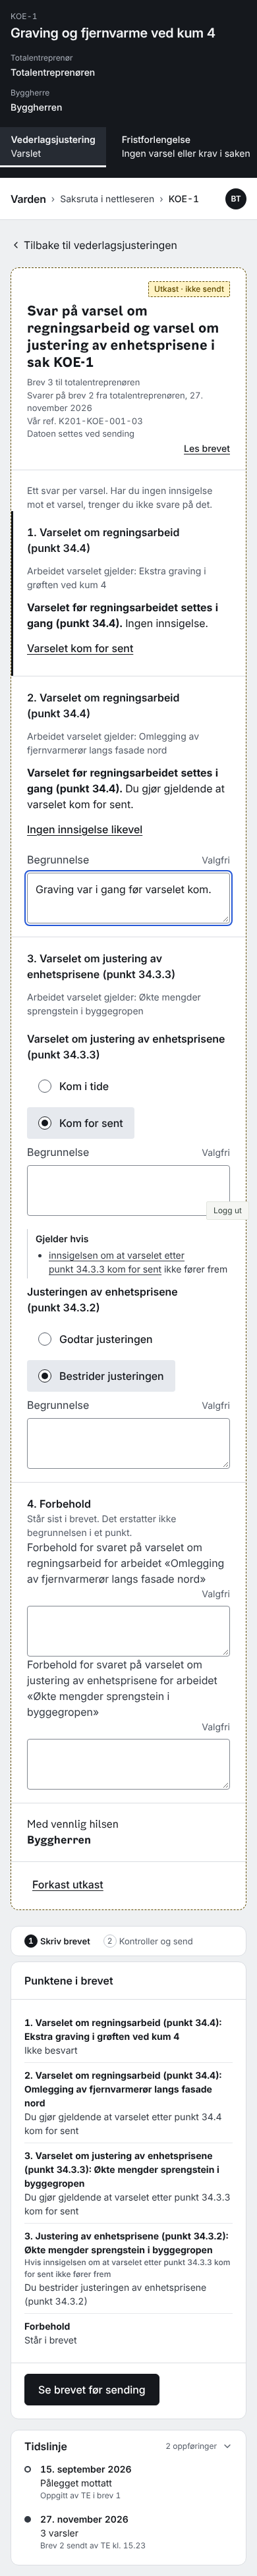 KOE-1
Graving og fjernvarme ved kum 4
Totalentreprenør
Totalentreprenøren
Byggherre
Byggherren
Vederlagsjustering
Varslet
Fristforlengelse
Ingen varsel eller krav i saken
Varden › Saksruta i nettleseren › KOE-1
BT
Tilbake til vederlagsjusteringen
Utkast - ikke sendt
Svar på varsel om
regningsarbeid og varsel om
justering av enhetsprisene i
sak KOE-1
Brev 3 til totalentreprenøren
Svarer på brev 2 fra totalentreprenøren, 27.
november 2026
Vår ref. K201-KOE-001-03
Datoen settes ved sending
Les brevet
Ett svar per varsel. Har du ingen innsigelse
mot et varsel, trenger du ikke svare på det.
1. Varselet om regningsarbeid
(punkt 34.4)
Arbeidet varselet gjelder: Ekstra graving i
grøften ved kum 4
Varselet før regningsarbeidet settes i
gang (punkt 34.4). Ingen innsigelse.
Varselet kom for sent
2. Varselet om regningsarbeid
(punkt 34.4)
Arbeidet varselet gjelder: Omlegging av
fjernvarmerør langs fasade nord
Varselet før regningsarbeidet settes i
gang (punkt 34.4). Du gjør gjeldende at
varselet kom for sent.
Ingen innsigelse likevel
Begrunnelse
Valgfri
Graving var i gang før varselet kom.
3. Varselet om justering av
enhetsprisene (punkt 34.3.3)
Arbeidet varselet gjelder: Økte mengder
sprengstein i byggegropen
Varselet om justering av enhetsprisene
(punkt 34.3.3)
Kom i tide
Kom for sent
Begrunnelse
Valgfri
Logg ut
Gjelder hvis
• innsigelsen om at varselet etter
punkt 34.3.3 kom for sent ikke fører frem
Justeringen av enhetsprisene
(punkt 34.3.2)
Godtar justeringen
Bestrider justeringen
Begrunnelse
Valgfri
4. Forbehold
Står sist i brevet. Det erstatter ikke
begrunnelsen i et punkt.
Forbehold for svaret på varselet om
regningsarbeid for arbeidet «Omlegging
av fjernvarmerør langs fasade nord»
Valgfri
Forbehold for svaret på varselet om
justering av enhetsprisene for arbeidet
«Økte mengder sprengstein i
byggegropen»
Valgfri
Med vennlig hilsen
Byggherren
Forkast utkast
1 Skriv brevet
2 Kontroller og send
Punktene i brevet
1. Varselet om regningsarbeid (punkt 34.4):
Ekstra graving i grøften ved kum 4
Ikke besvart
2. Varselet om regningsarbeid (punkt 34.4):
Omlegging av fjernvarmerør langs fasade
nord
Du gjør gjeldende at varselet etter punkt 34.4
kom for sent
3. Varselet om justering av enhetsprisene
(punkt 34.3.3): Økte mengder sprengstein i
byggegropen
Du gjør gjeldende at varselet etter punkt 34.3.3
kom for sent
3. Justering av enhetsprisene (punkt 34.3.2):
Økte mengder sprengstein i byggegropen
Hvis innsigelsen om at varselet etter punkt 34.3.3 kom
for sent ikke fører frem
Du bestrider justeringen av enhetsprisene
(punkt 34.3.2)
Forbehold
Står i brevet
Se brevet før sending
Tidslinje
2 oppføringer
15. september 2026
Pålegget mottatt
Oppgitt av TE i brev 1
27. november 2026
3 varsler
Brev 2 sendt av TE kl. 15.23